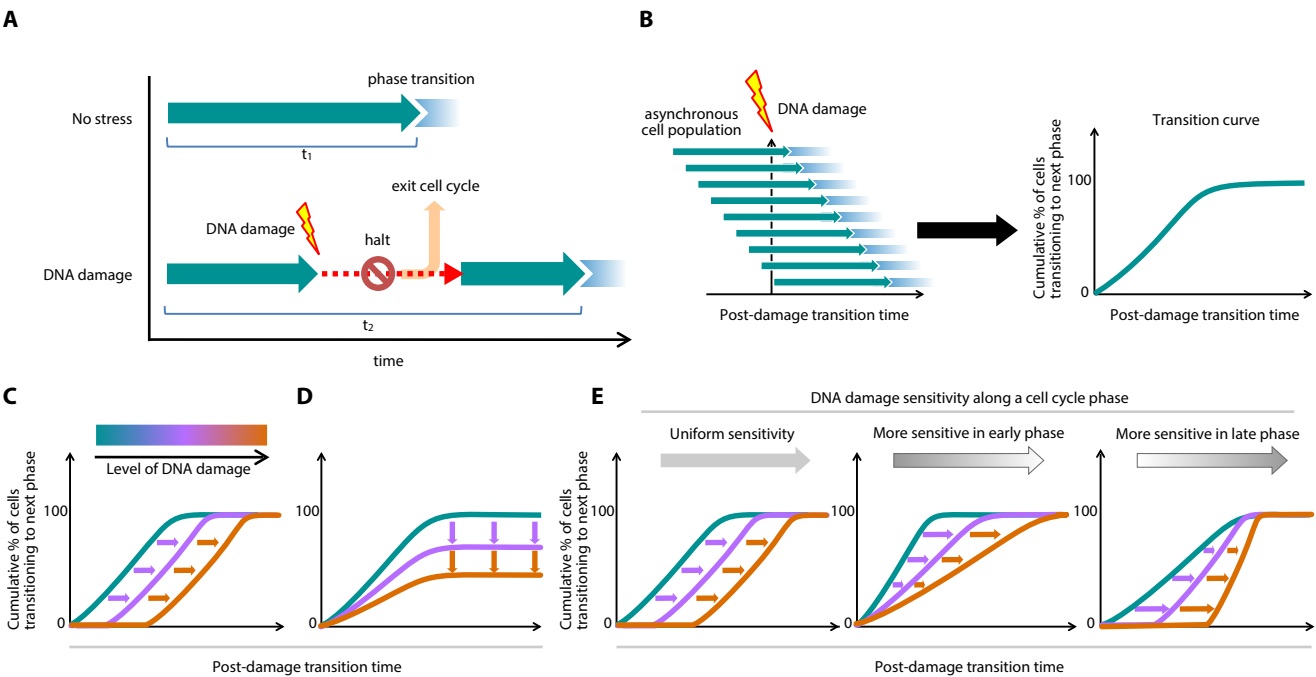 A
No stress
phase transition
t1
exit cell cycle
DNA damage
halt
DNA damage
t2
time
B
asynchronous
cell population
DNA damage
Post-damage transition time
Transition curve
Cumulative % of cells
transitioning to next phase
100
0
Post-damage transition time
C
Level of DNA damage
Cumulative % of cells
transitioning to next phase
100
0
D
100
0
Post-damage transition time
E
DNA damage sensitivity along a cell cycle phase
Uniform sensitivity
More sensitive in early phase
More sensitive in late phase
Cumulative % of cells
transitioning to next phase
100
0
100
0
100
0
Post-damage transition time